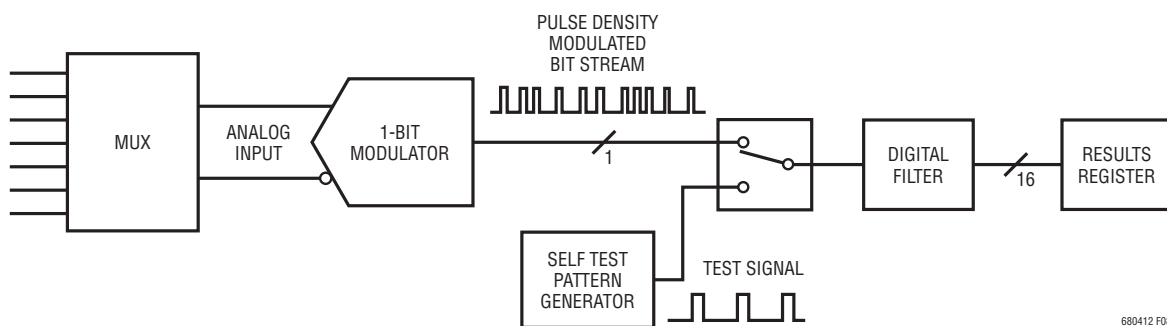 PULSE DENSITY
MODULATED
BIT STREAM
MUX
ANALOG
INPUT
1-BIT
MODULATOR
1
DIGITAL
FILTER
16
RESULTS
REGISTER
SELF TEST
PATTERN
GENERATOR
TEST SIGNAL